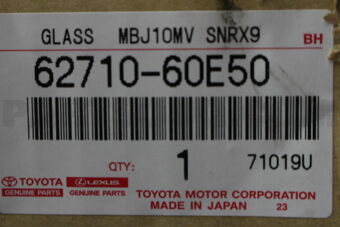 GLASS MBJ10MV SNRX9 BH
62710-60E50
QTY: 1 71019U
TOYOTA LEXUS
GENUINE PARTS GENUINE PARTS
TOYOTA MOTOR CORPORATION
MADE IN JAPAN 23